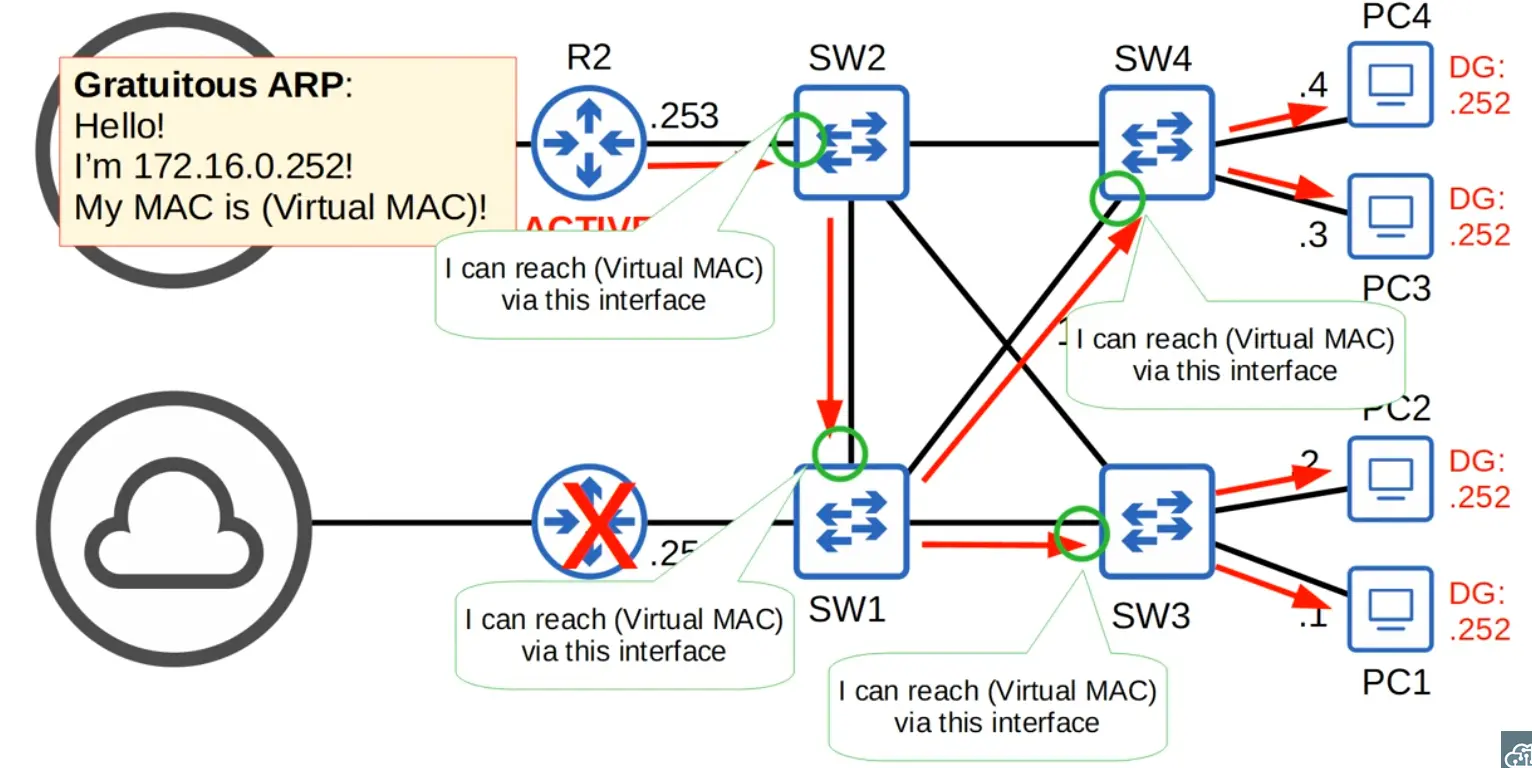 PC4
R2
SW2
SW4
DG:
.252
Gratuitous ARP:
Hello!
I'm 172.16.0.252!
My MAC is (Virtual MAC)!
.253
.4
DG:
.252
.3
ACTIVE
I can reach (Virtual MAC)
via this interface
PC3
I can reach (Virtual MAC)
via this interface
PC2
.2
DG:
.252
.25
DG:
.252
.1
SW1
SW3
I can reach (Virtual MAC)
via this interface
PC1
I can reach (Virtual MAC)
via this interface